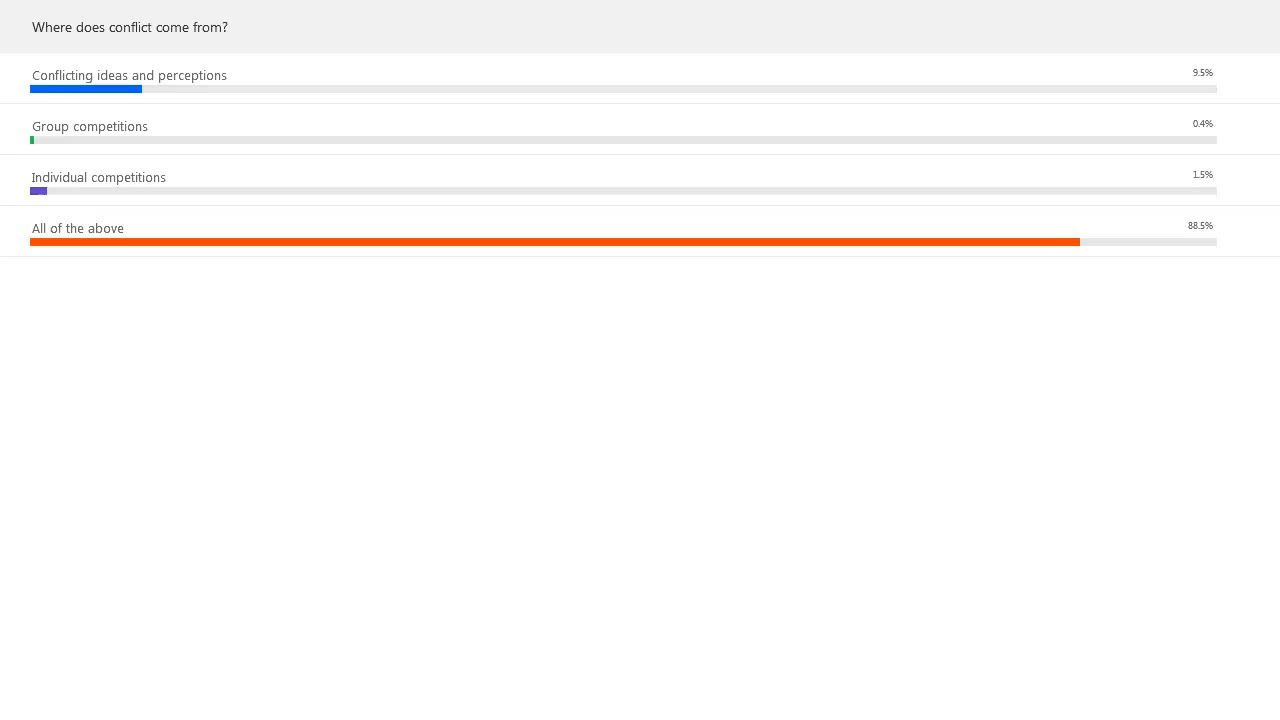 Where does conflict come from?
Conflicting ideas and perceptions
9.5%
Group competitions
0.4%
Individual competitions
1.5%
All of the above
88.5%